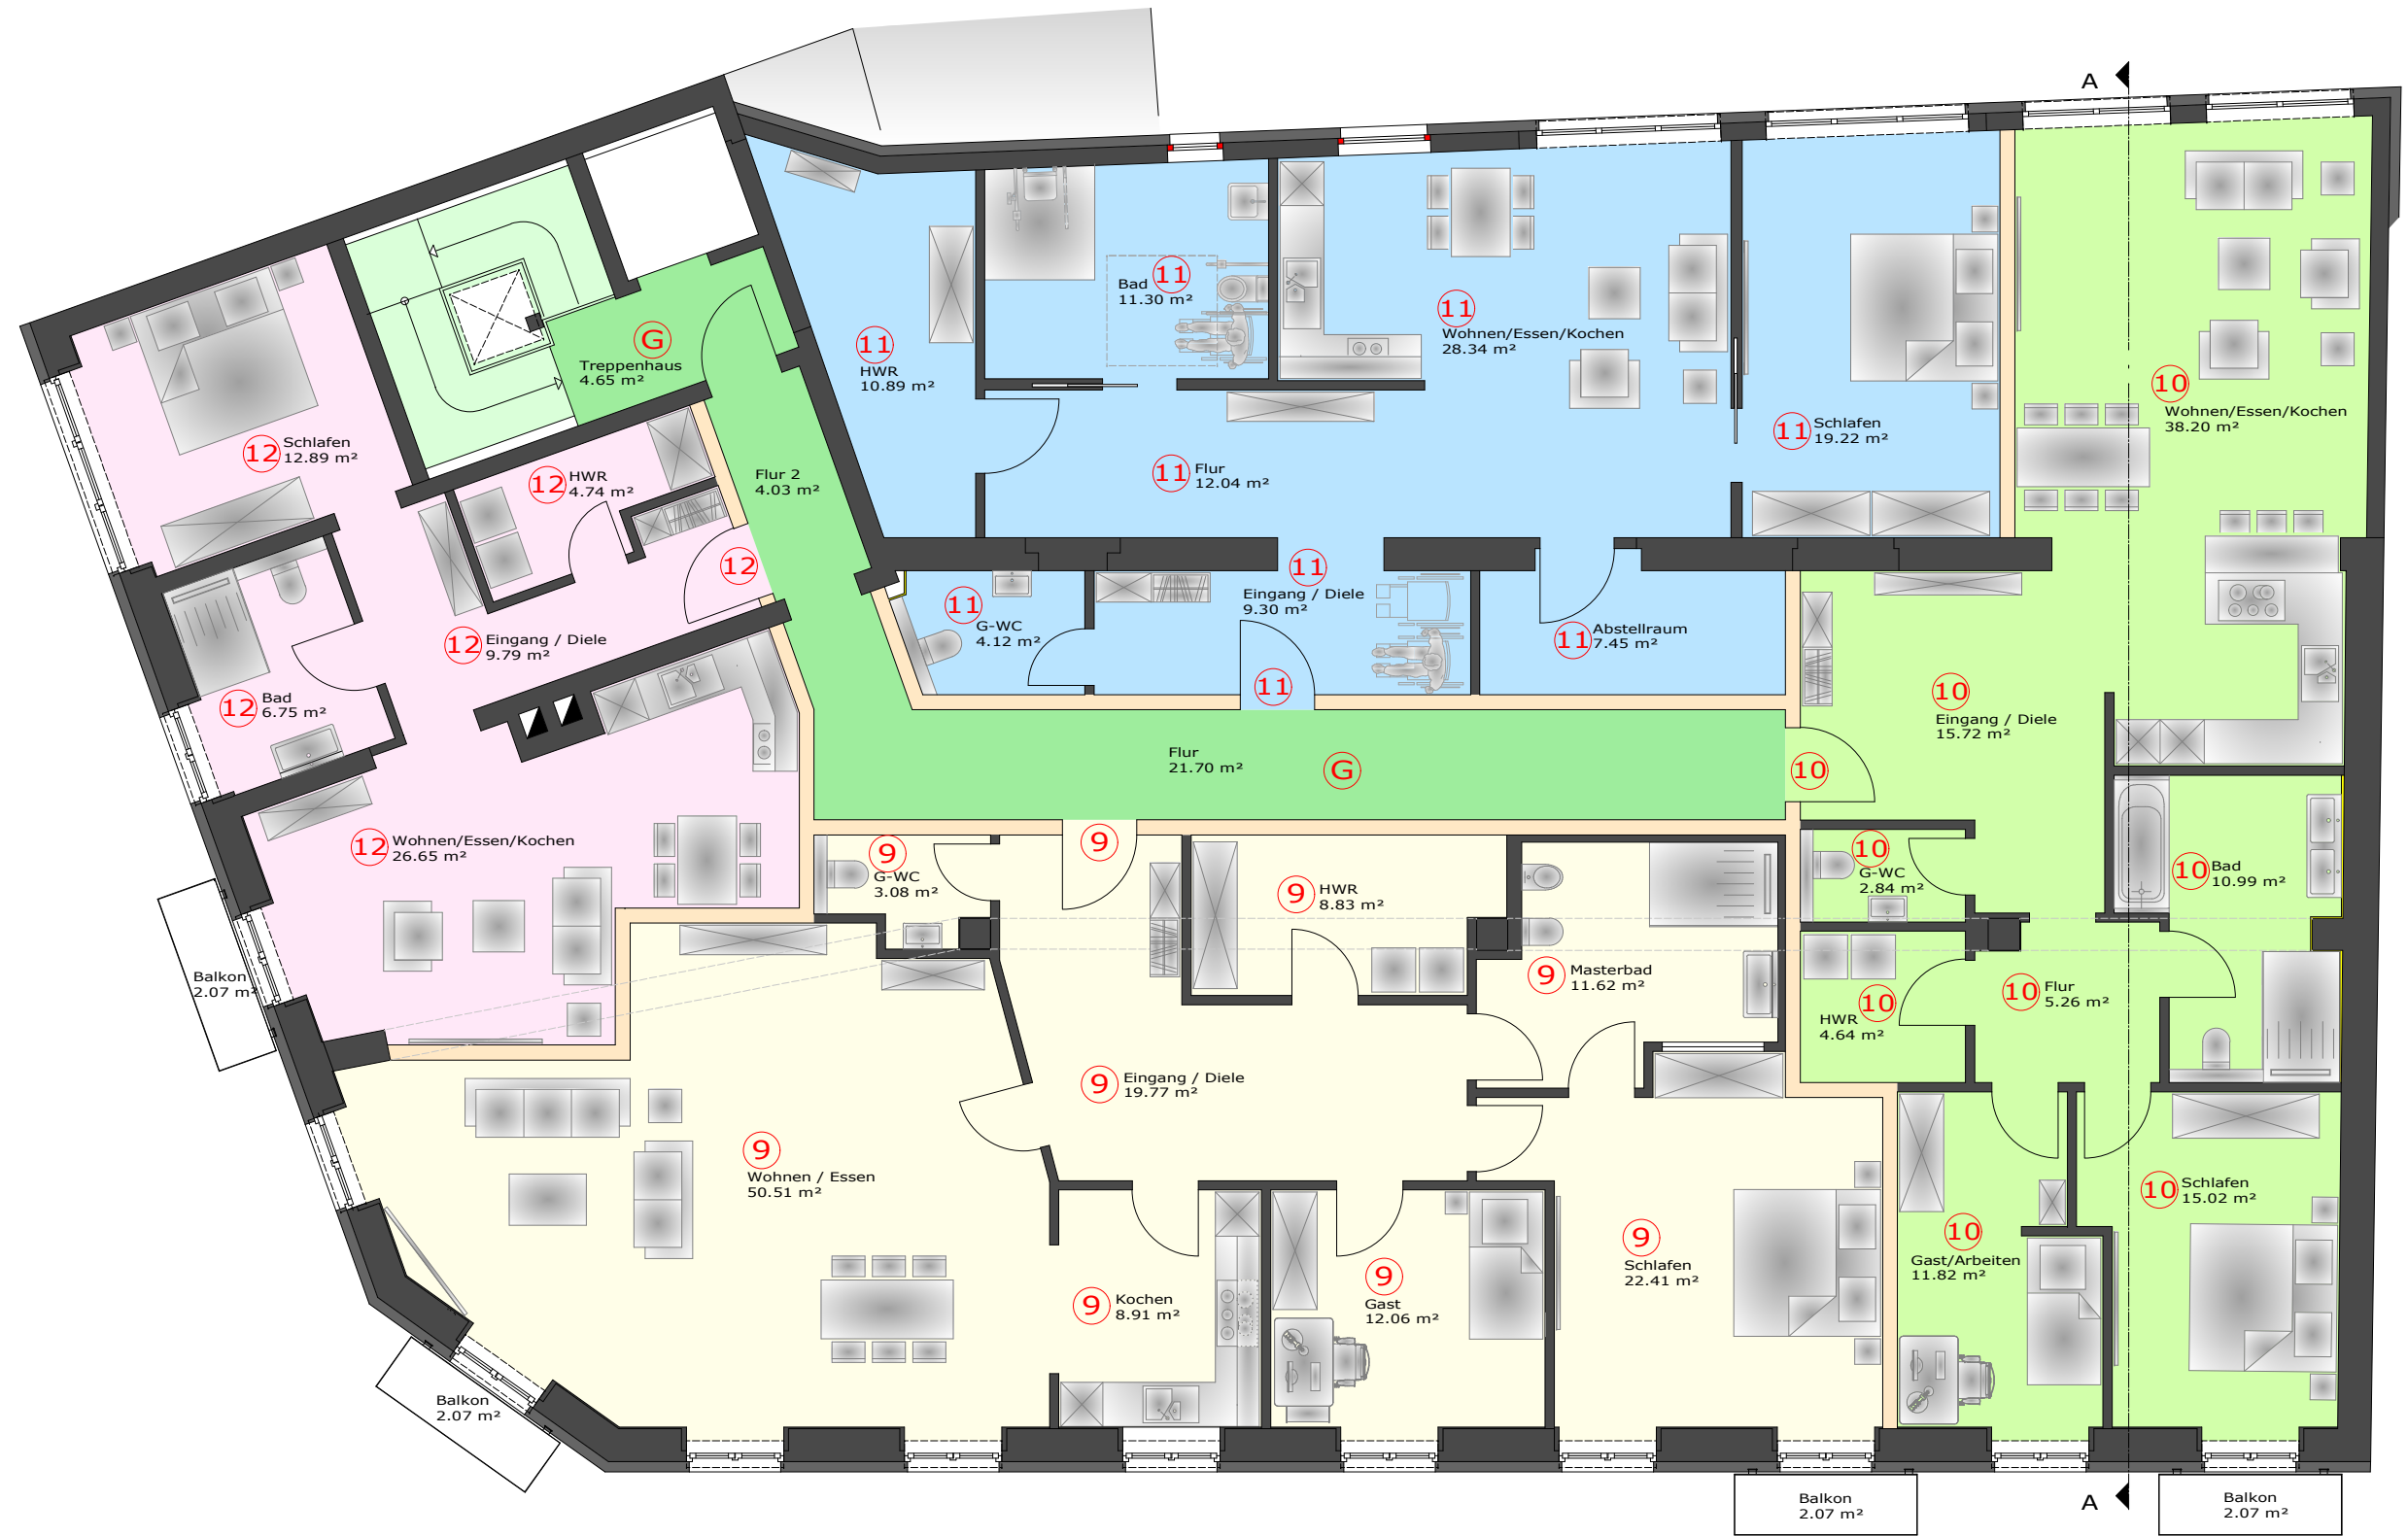 A
G
Treppenhaus
4.65 m²
11
HWR
10.89 m²
11
Bad
11.30 m²
11
Wohnen/Essen/Kochen
28.34 m²
11
Schlafen
19.22 m²
10
Wohnen/Essen/Kochen
38.20 m²
12
Schlafen
12.89 m²
12
HWR
4.74 m²
Flur 2
4.03 m²
11
Flur
12.04 m²
12
12
Eingang / Diele
9.79 m²
11
G-WC
4.12 m²
11
Eingang / Diele
9.30 m²
11
11
Abstellraum
7.45 m²
10
Eingang / Diele
15.72 m²
12
Bad
6.75 m²
Flur
21.70 m²
G
10
12
Wohnen/Essen/Kochen
26.65 m²
9
G-WC
3.08 m²
9
9
HWR
8.83 m²
10
G-WC
2.84 m²
10
Bad
10.99 m²
Balkon
2.07 m²
9
Masterbad
11.62 m²
10
HWR
4.64 m²
10
Flur
5.26 m²
9
Eingang / Diele
19.77 m²
9
Wohnen / Essen
50.51 m²
10
Schlafen
15.02 m²
9
Kochen
8.91 m²
9
Gast
12.06 m²
9
Schlafen
22.41 m²
10
Gast/Arbeiten
11.82 m²
Balkon
2.07 m²
Balkon
2.07 m²
A
Balkon
2.07 m²